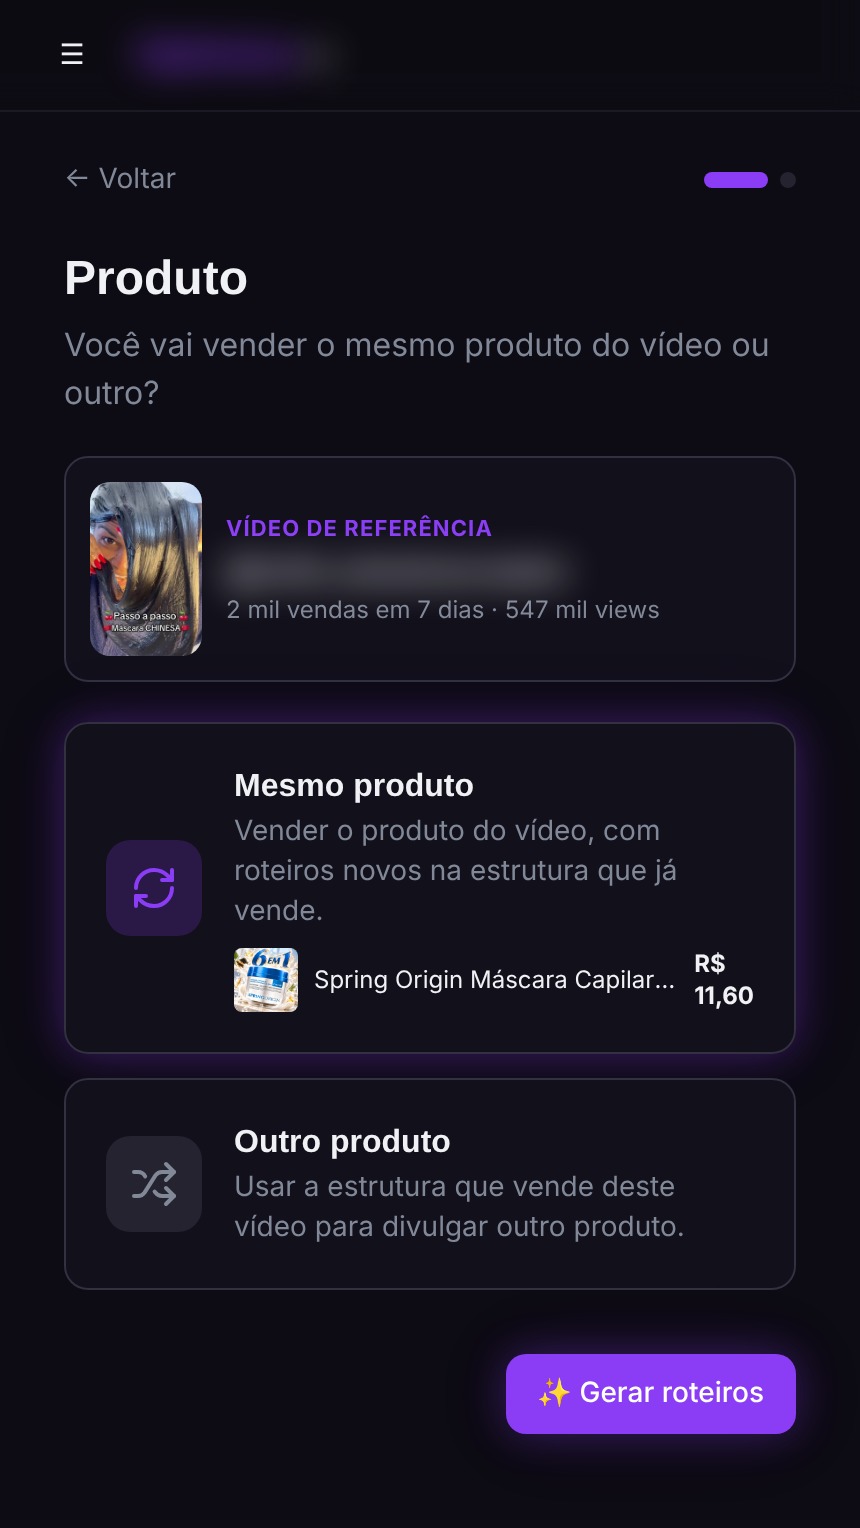 ← Voltar
Produto
Você vai vender o mesmo produto do vídeo ou
outro?
VÍDEO DE REFERÊNCIA
2 mil vendas em 7 dias · 547 mil views
Passo a passo
Máscara CHINESA
Mesmo produto
Vender o produto do vídeo, com
roteiros novos na estrutura que já
vende.
6 EM 1
Spring Origin Máscara Capilar...
R$
11,60
Outro produto
Usar a estrutura que vende deste
vídeo para divulgar outro produto.
✨ Gerar roteiros